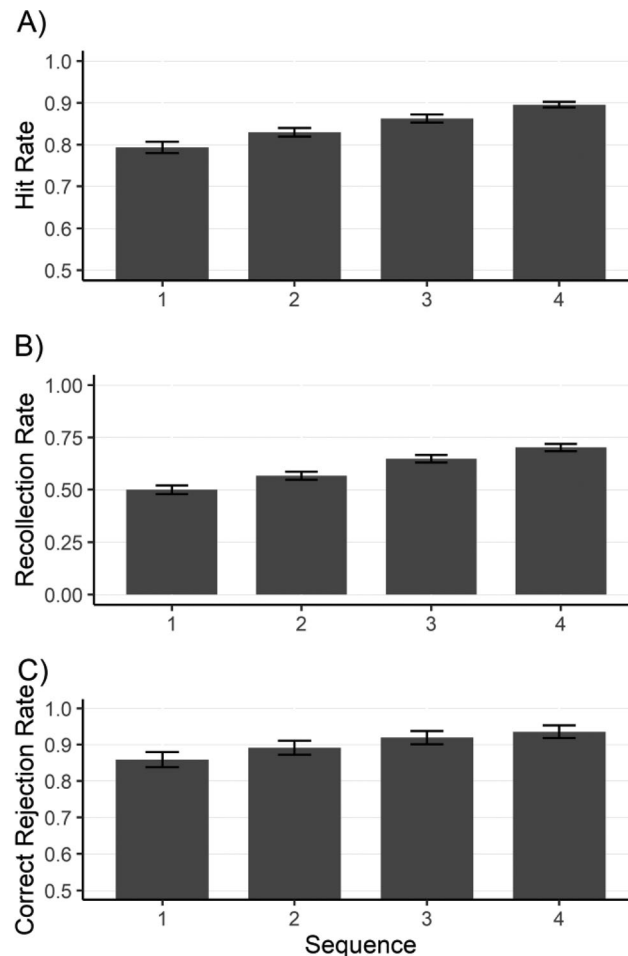 A)
Hit Rate
1.0
0.9
0.8
0.7
0.6
0.5
1 2 3 4
B)
Recollection Rate
1.00
0.75
0.50
0.25
0.00
1 2 3 4
C)
Correct Rejection Rate
1.0
0.9
0.8
0.7
0.6
0.5
1 2 3 4
Sequence